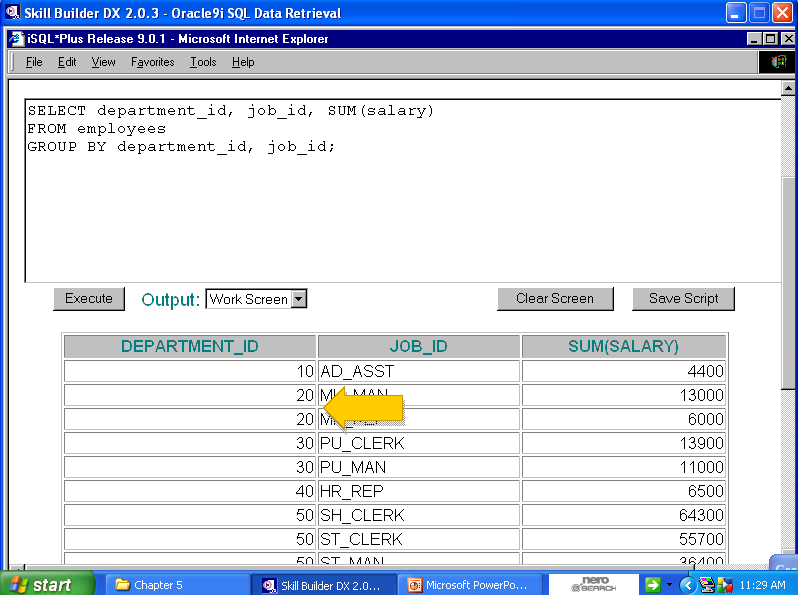 Skill Builder DX 2.0.3 - Oracle9i SQL Data Retrieval
iSQL*Plus Release 9.0.1 - Microsoft Internet Explorer
File Edit View Favorites Tools Help
SELECT department_id, job_id, SUM(salary)
FROM employees
GROUP BY department_id, job_id;
Execute Output: Work Screen Clear Screen Save Script
DEPARTMENT_ID JOB_ID SUM(SALARY)
10 AD_ASST 4400
20 13000
20 6000
30 PU_CLERK 13900
30 PU_MAN 11000
40 HR_REP 6500
50 SH_CLERK 64300
50 ST_CLERK 55700
50 ST_MAN 36400
start Chapter 5 Skill Builder DX 2.0... Microsoft PowerPo... nero @SEARCH 11:29 AM